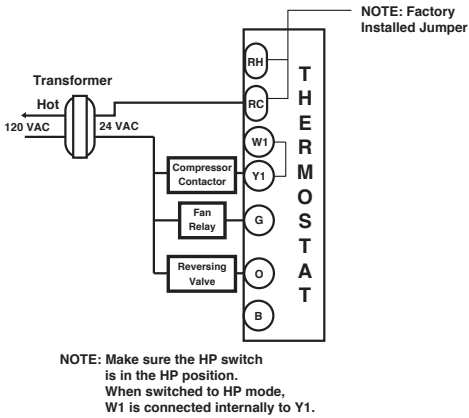 NOTE: Factory
Installed Jumper
Transformer
Hot
120 VAC
24 VAC
RH
RC
W1
Y1
G
O
B
THERMOSTAT
Compressor
Contactor
Fan
Relay
Reversing
Valve
NOTE: Make sure the HP switch
is in the HP position.
When switched to HP mode,
W1 is connected internally to Y1.